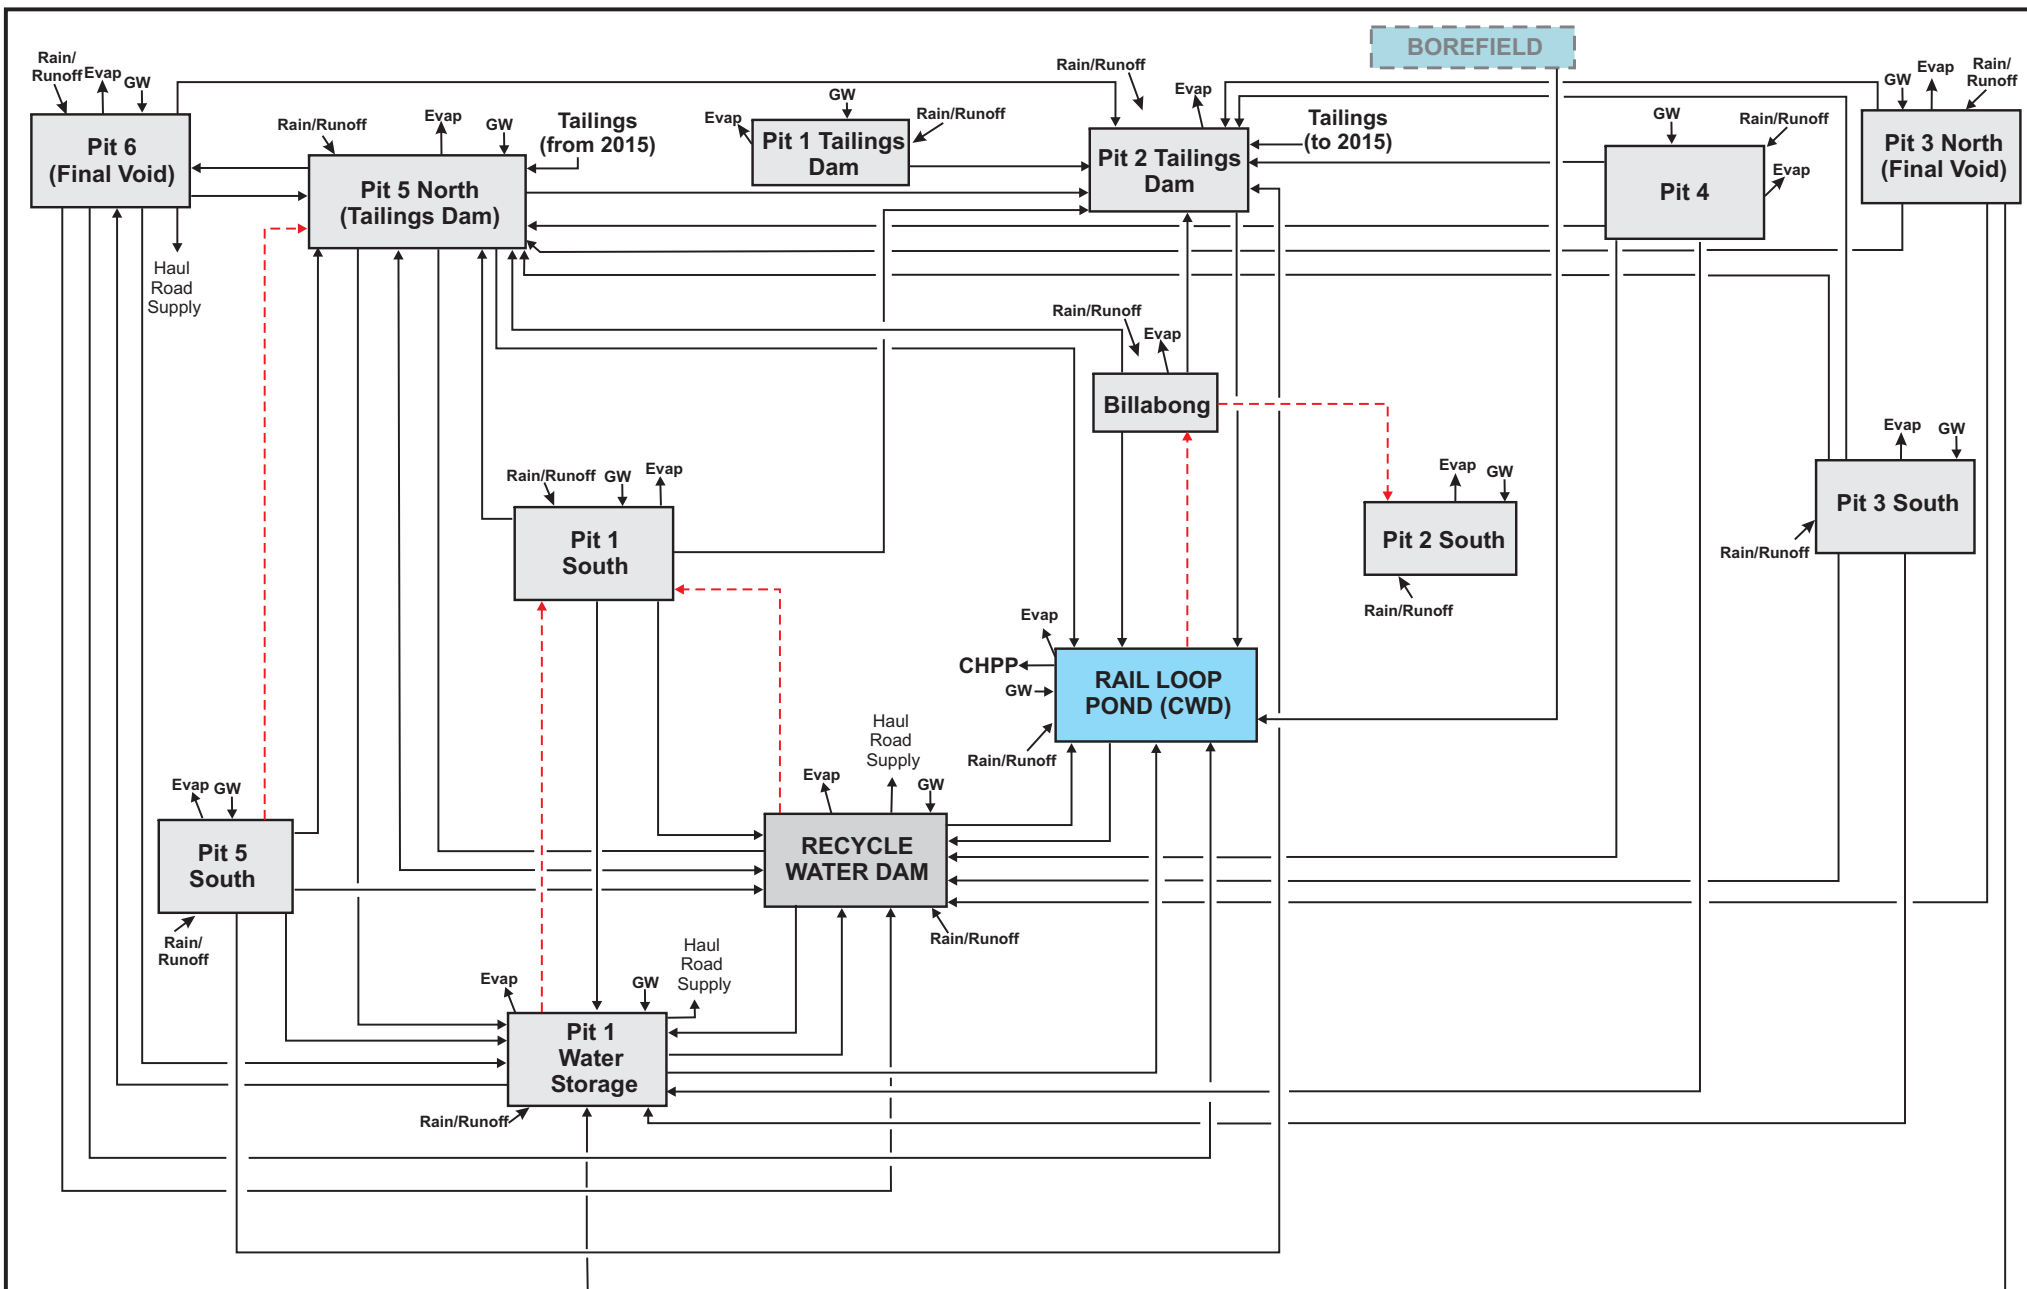 BOREFIELD
Rain/
Runoff
Evap
GW
Pit 6
(Final Void)
Haul
Road
Supply
Rain/Runoff
Evap
GW
Tailings
(from 2015)
Pit 5 North
(Tailings Dam)
Evap
GW
Rain/Runoff
Pit 1 Tailings
Dam
Rain/Runoff
Evap
Pit 2 Tailings
Dam
Tailings
(to 2015)
GW
Rain/Runoff
Evap
Pit 4
GW
Evap
Rain/
Runoff
Pit 3 North
(Final Void)
Rain/Runoff
Evap
Billabong
Rain/Runoff
GW
Evap
Pit 1
South
Evap
GW
Pit 2 South
Rain/Runoff
Evap
GW
Pit 3 South
Rain/Runoff
Evap
CHPP
GW
Rain/Runoff
RAIL LOOP
POND (CWD)
Evap
Haul
Road
Supply
GW
RECYCLE
WATER DAM
Rain/Runoff
Evap
GW
Pit 5
South
Rain/
Runoff
Evap
GW
Haul
Road
Supply
Pit 1
Water
Storage
Rain/Runoff